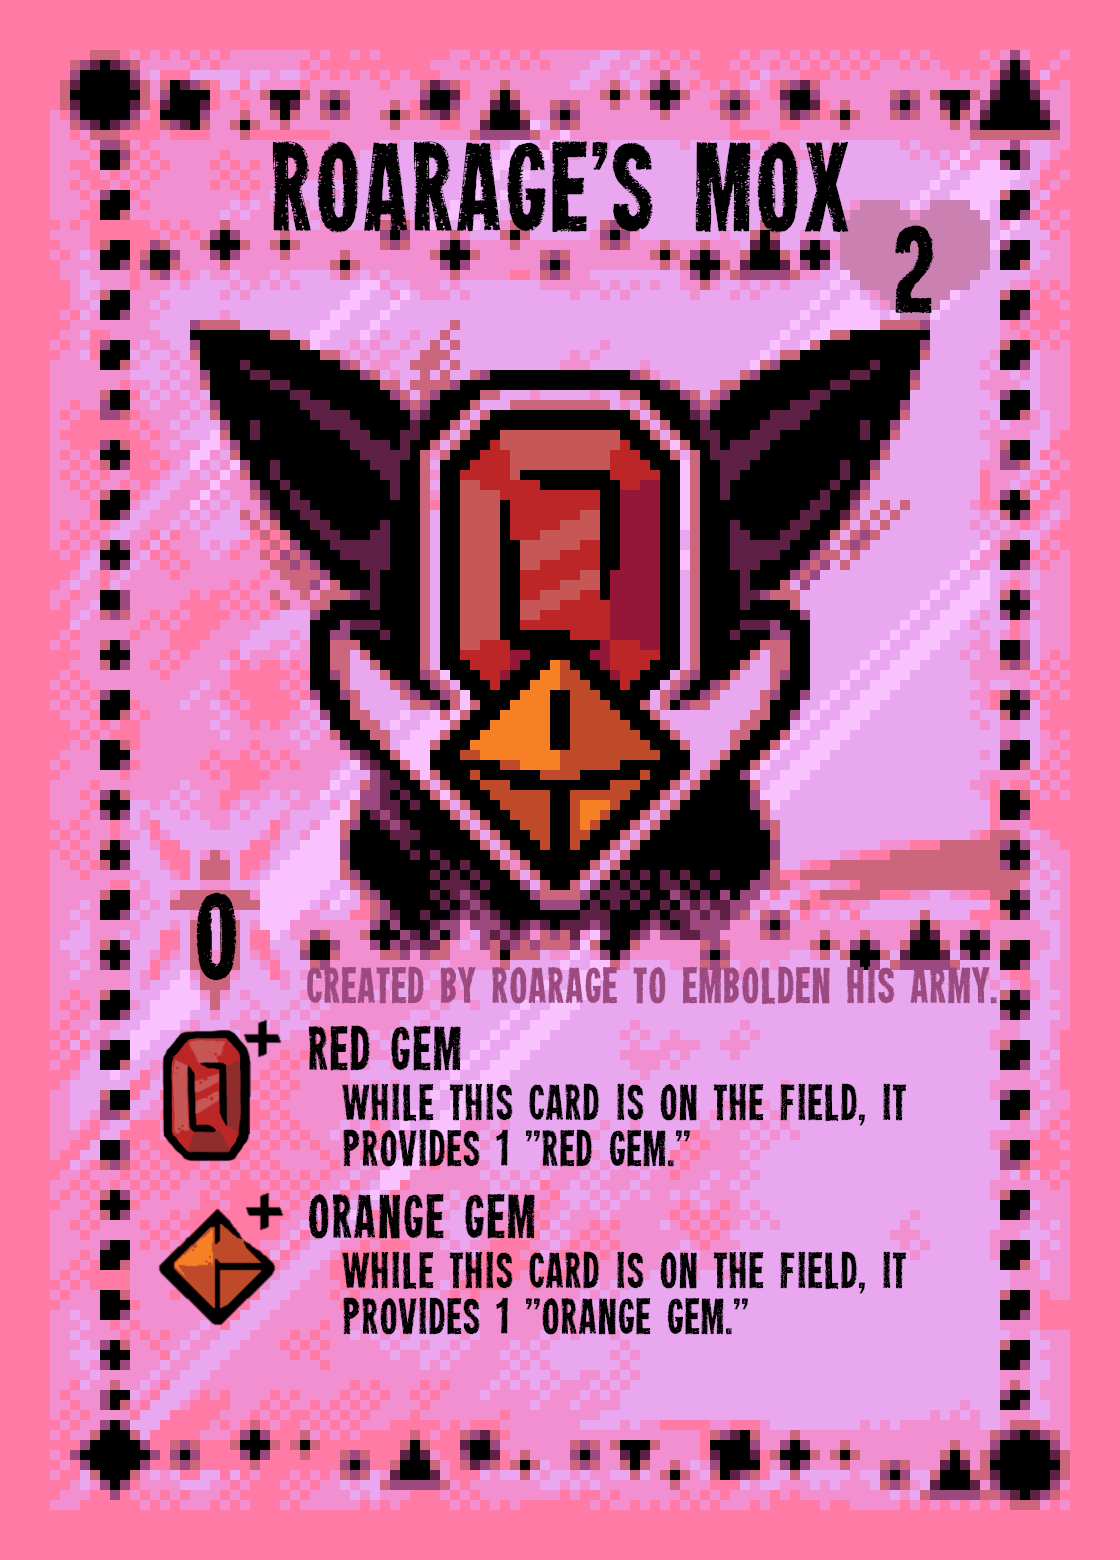 ROARAGE'S MOX
2
0
CREATED BY ROARAGE TO EMBOLDEN HIS ARMY.
RED GEM
WHILE THIS CARD IS ON THE FIELD, IT
PROVIDES 1 "RED GEM."
ORANGE GEM
WHILE THIS CARD IS ON THE FIELD, IT
PROVIDES 1 "ORANGE GEM."